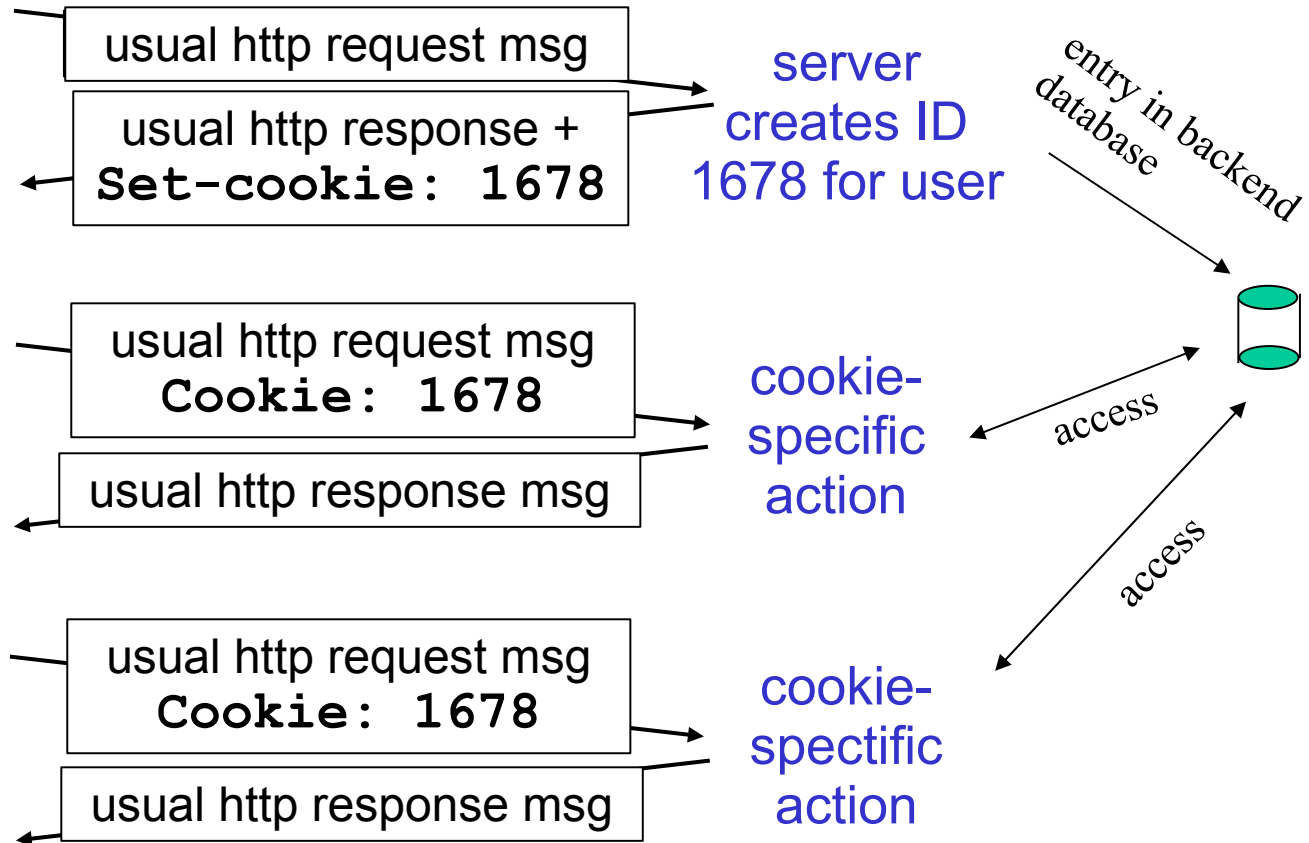 usual http request msg
server
creates ID
1678 for user
entry in backend
database
usual http response +
Set-cookie: 1678
usual http request msg
Cookie: 1678
cookie-
specific
action
access
usual http response msg
access
usual http request msg
Cookie: 1678
cookie-
spectific
action
usual http response msg